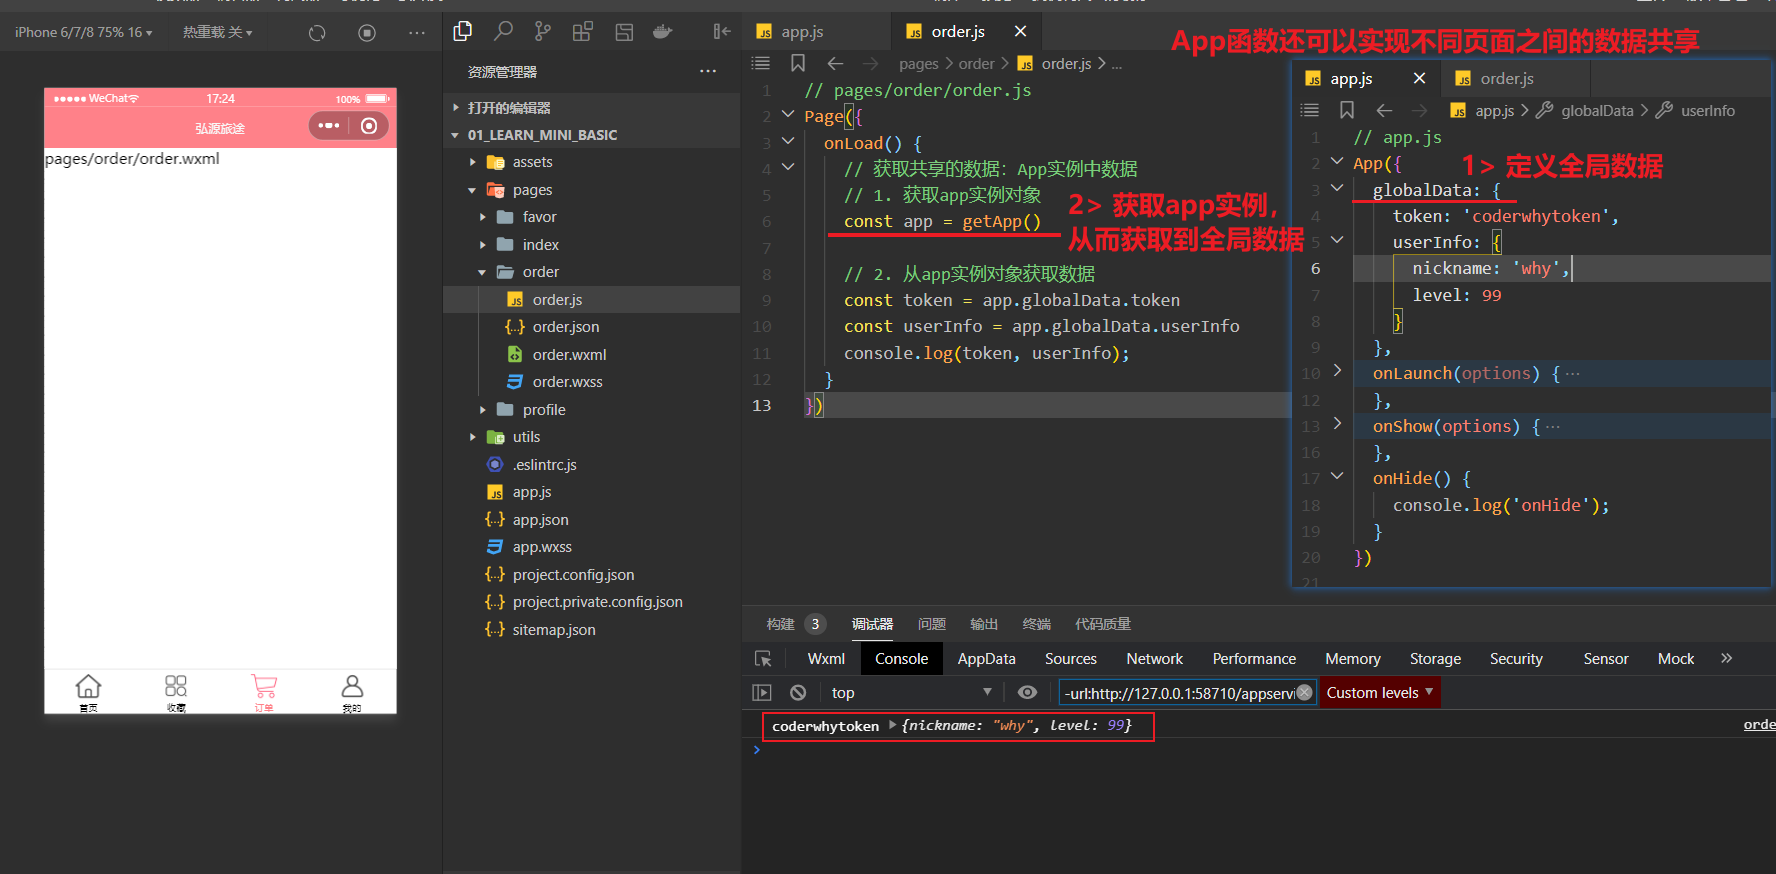 iPhone 6/7/8 75% 16
热重载 关
WeChat
17:24
100%
弘源旅途
pages/order/order.wxml
首页
收藏
订单
我的
资源管理器
打开的编辑器
01_LEARN_MINI_BASIC
assets
pages
favor
index
order
order.js
order.json
order.wxml
order.wxss
profile
utils
.eslintrc.js
app.js
app.json
app.wxss
project.config.json
project.private.config.json
sitemap.json
app.js
order.js
pages > order > order.js > ...
1 // pages/order/order.js
2 Page({
3 onLoad() {
4 // 获取共享的数据: App实例中数据
5 // 1. 获取app实例对象
6 const app = getApp()
7
8 // 2. 从app实例对象获取数据
9 const token = app.globalData.token
10 const userInfo = app.globalData.userInfo
11 console.log(token, userInfo);
12 }
13 })
2> 获取app实例,
从而获取到全局数据
App函数还可以实现不同页面之间的数据共享
app.js
order.js
app.js > globalData > userInfo
1 // app.js
2 App({
1> 定义全局数据
3 globalData: {
4 token: 'coderwhytoken',
5 userInfo: {
6 nickname: 'why',
7 level: 99
8 }
9 },
10 onLaunch(options) { ...
12 },
13 onShow(options) { ...
16 },
17 onHide() {
18 console.log('onHide');
19 }
20 })
21
构建 3 调试器 问题 输出 终端 代码质量
Wxml Console AppData Sources Network Performance Memory Storage Security Sensor Mock
top
-url:http://127.0.0.1:58710/appservi
Custom levels
coderwhytoken {nickname: "why", level: 99}
orde